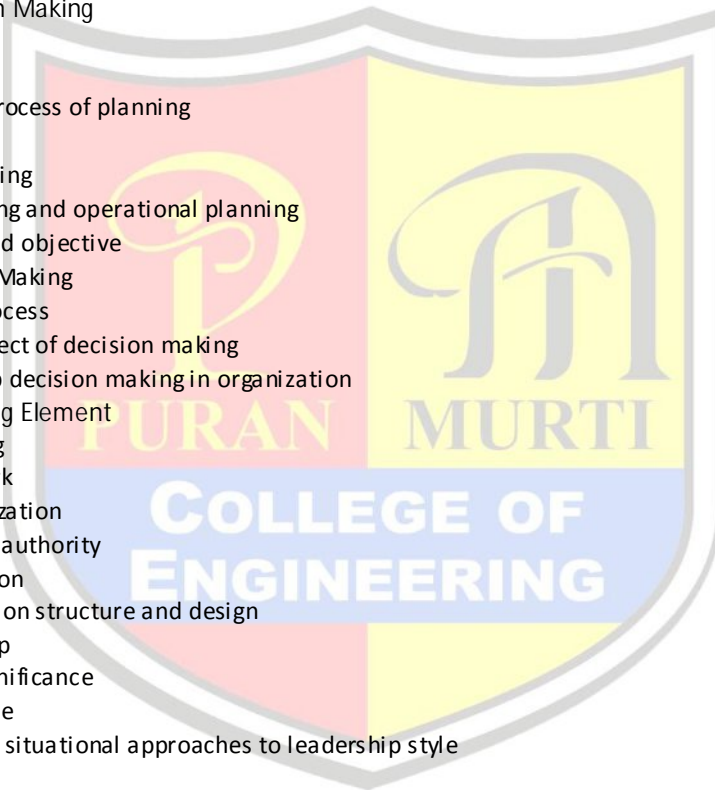 n Making
rocess of planning
ing
ng and operational planning
d objective
Making
ocess
ect of decision making
o decision making in organization
g Element
PURAN MURTI
g
k
zation
COLLEGE OF
authority
on
ENGINEERING
on structure and design
p
nificance
e
situational approaches to leadership style